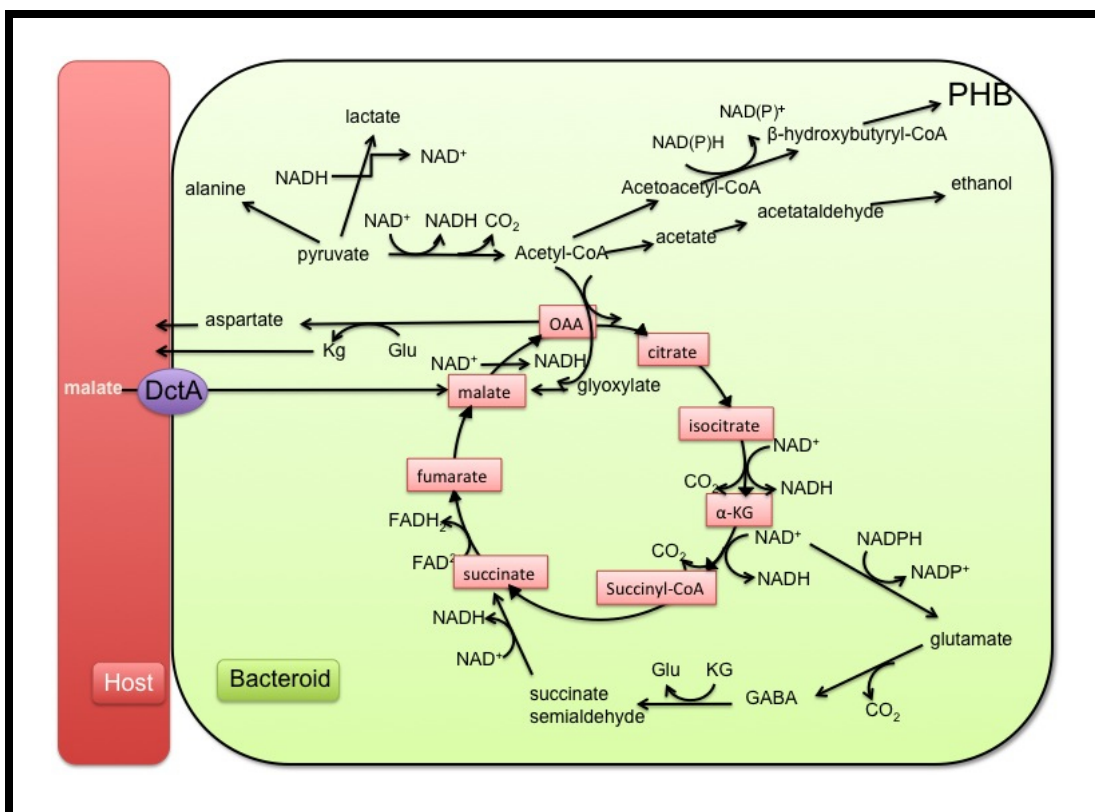 PHB
NAD(P)⁺
lactate
NAD(P)H
β-hydroxybutyryl-CoA
NAD⁺
NADH
alanine
Acetoacetyl-CoA
ethanol
acetataldehyde
NAD⁺
NADH
CO₂
acetate
pyruvate
Acetyl-CoA
aspartate
OAA
Kg
Glu
citrate
NAD⁺
NADH
malate
DctA
malate
glyoxylate
isocitrate
NAD⁺
fumarate
CO₂
NADH
α-KG
FADH₂
NAD⁺
NADPH
CO₂
FAD²
succinate
NADH
NADP⁺
Succinyl-CoA
NADH
glutamate
NAD⁺
Host
Bacteroid
Glu
KG
succinate
semialdehyde
GABA
CO₂